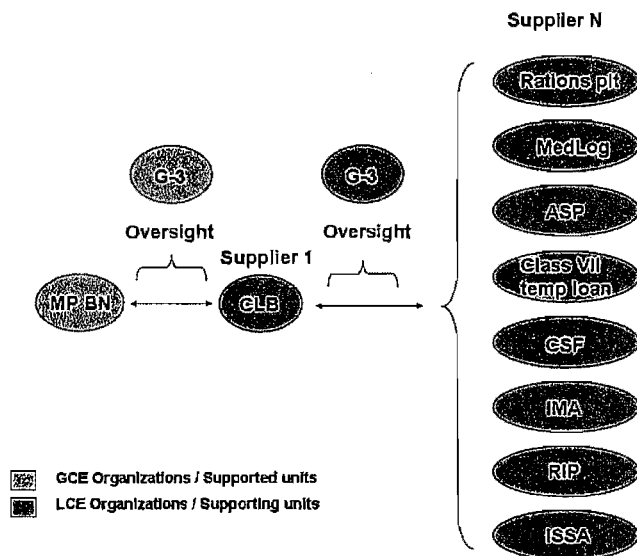 Supplier N
Rations plt
MedLog
G-3
G-3
ASP
Oversight
Oversight
Supplier 1
Class VII
temp loan
MP BN
CLB
CSF
IMA
GCE Organizations / Supported units
RIP
LCE Organizations / Supporting units
ISSA